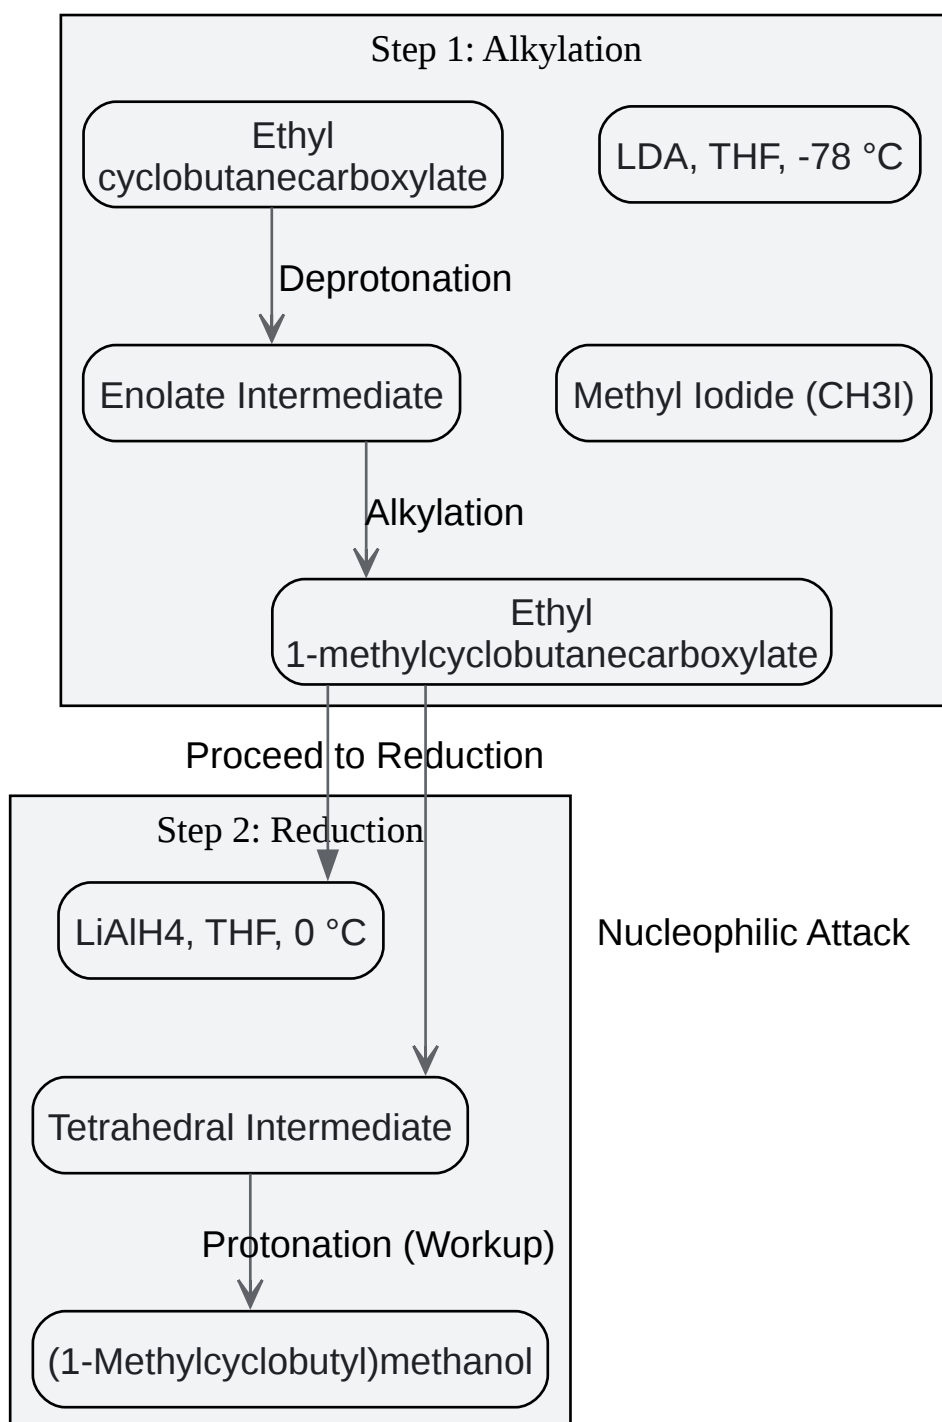 Step 1: Alkylation
Ethyl
cyclobutanecarboxylate
LDA, THF, -78 °C
Deprotonation
Enolate Intermediate
Methyl Iodide (CH3I)
Alkylation
Ethyl
1-methylcyclobutanecarboxylate
Proceed to Reduction
Step 2: Reduction
LiAlH4, THF, 0 °C
Nucleophilic Attack
Tetrahedral Intermediate
Protonation (Workup)
(1-Methylcyclobutyl)methanol